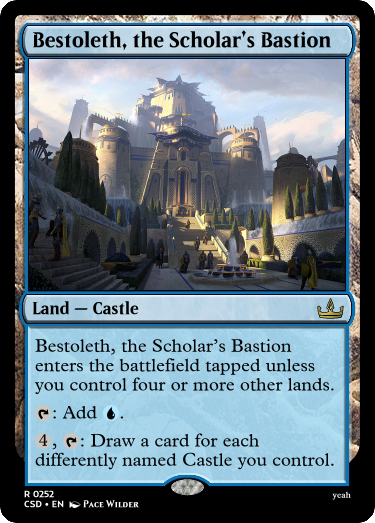 Bestoleth, the Scholar's Bastion
Land — Castle
Bestoleth, the Scholar's Bastion
enters the battlefield tapped unless
you control four or more other lands.
: Add .
4, : Draw a card for each
differently named Castle you control.
R 0252
CSD • EN Pace Wilder
yeah